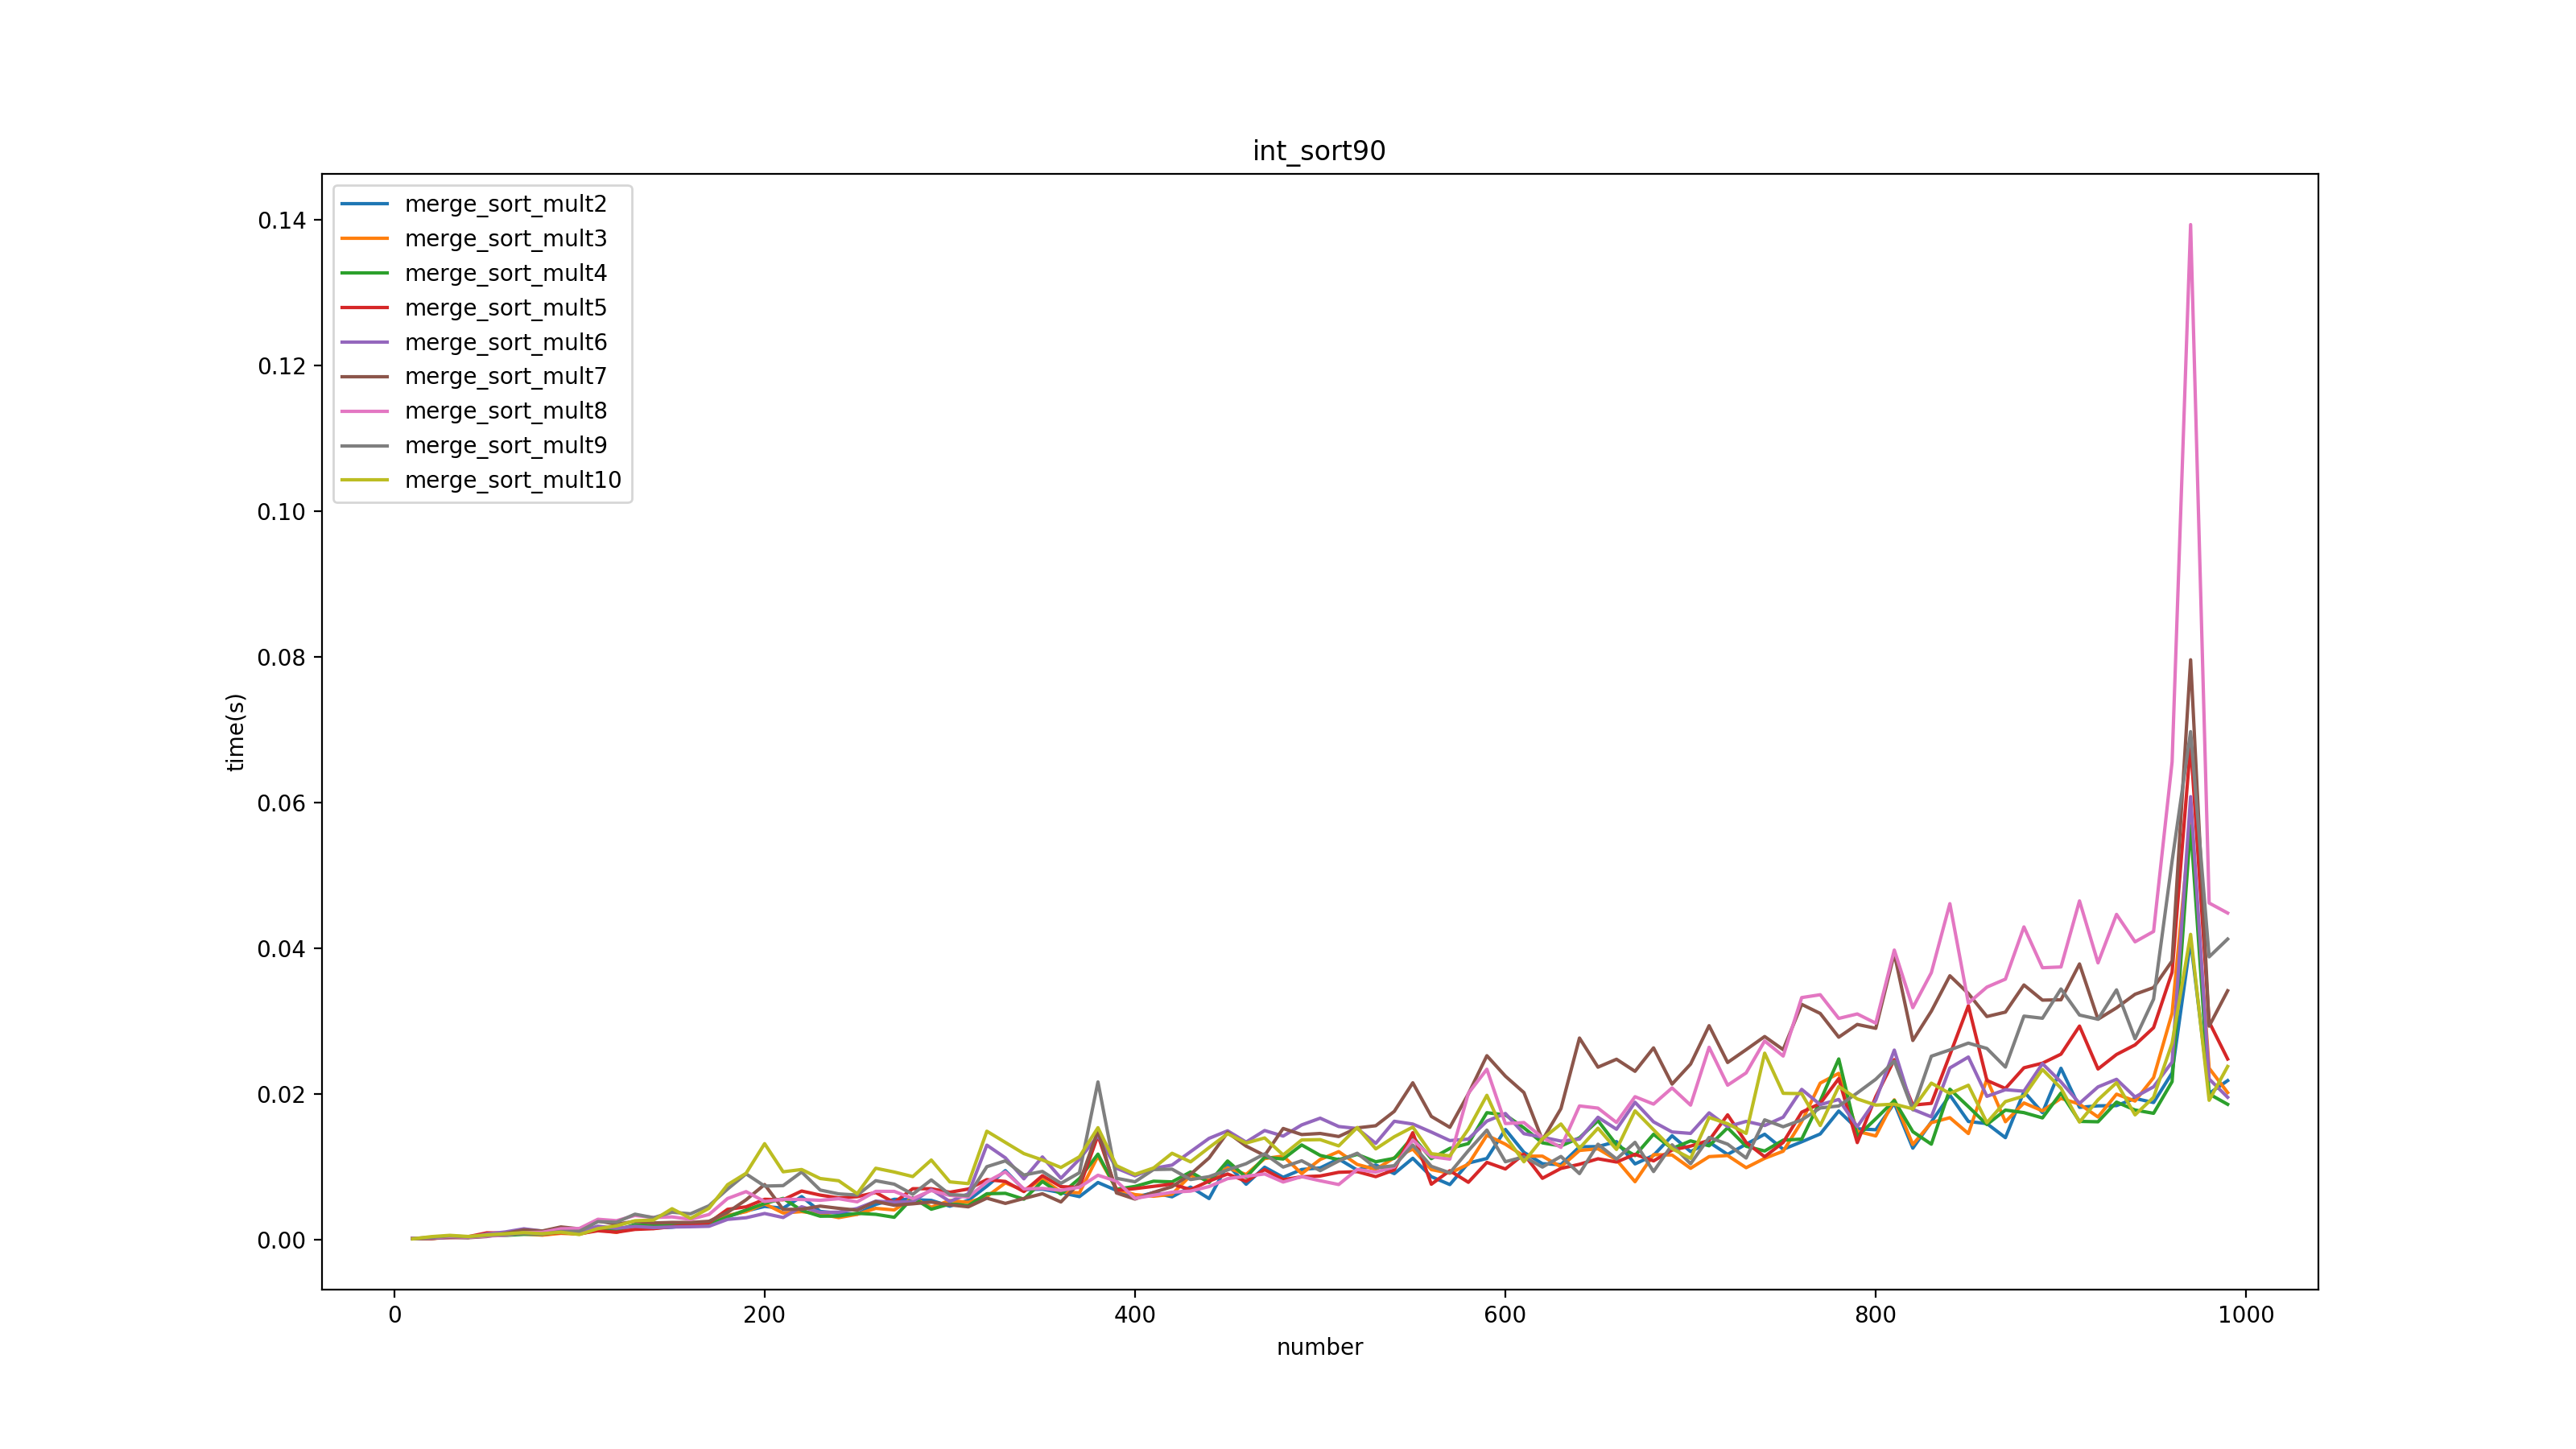 int_sort90
merge_sort_mult2
merge_sort_mult3
merge_sort_mult4
merge_sort_mult5
merge_sort_mult6
merge_sort_mult7
merge_sort_mult8
merge_sort_mult9
merge_sort_mult10
0.14
0.12
0.10
0.08
0.06
0.04
0.02
0.00
time(s)
0 200 400 600 800 1000
number